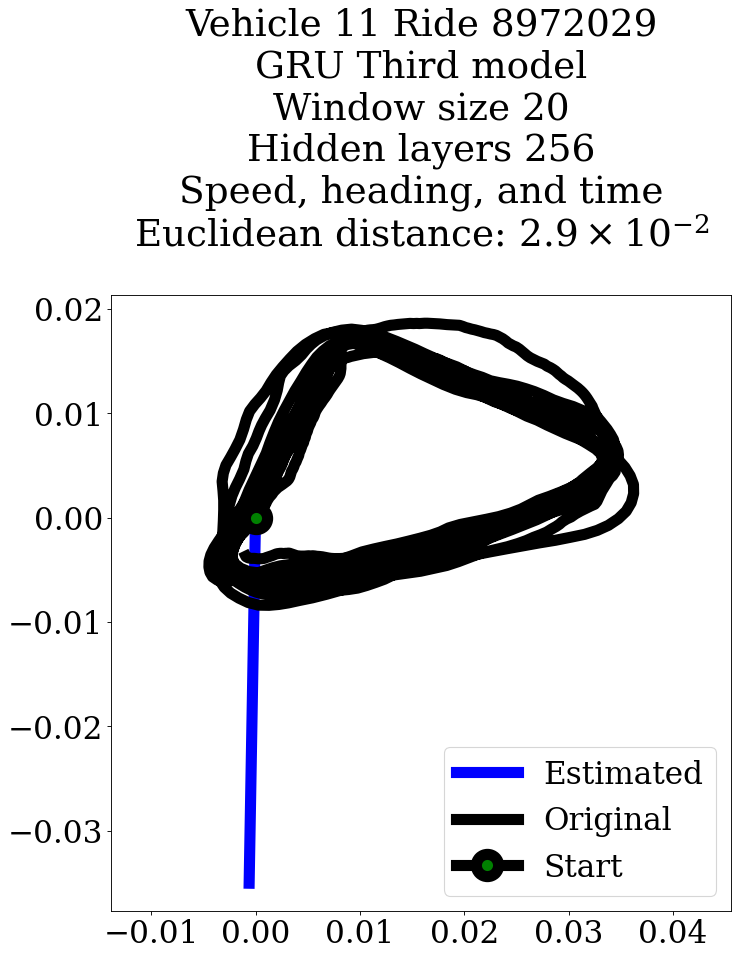 Vehicle 11 Ride 8972029
GRU Third model
Window size 20
Hidden layers 256
Speed, heading, and time
Euclidean distance: 2.9 × 10⁻²
0.02
0.01
0.00
−0.01
−0.02
−0.03
Estimated
Original
Start
−0.01 0.00 0.01 0.02 0.03 0.04